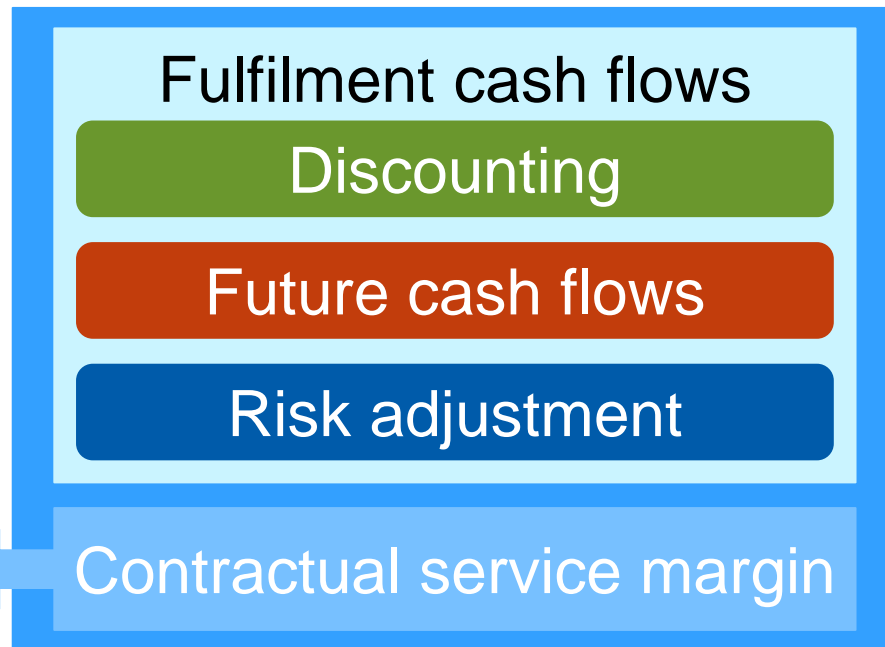 Fulfilment cash flows
Discounting
Future cash flows
Risk adjustment
Contractual service margin